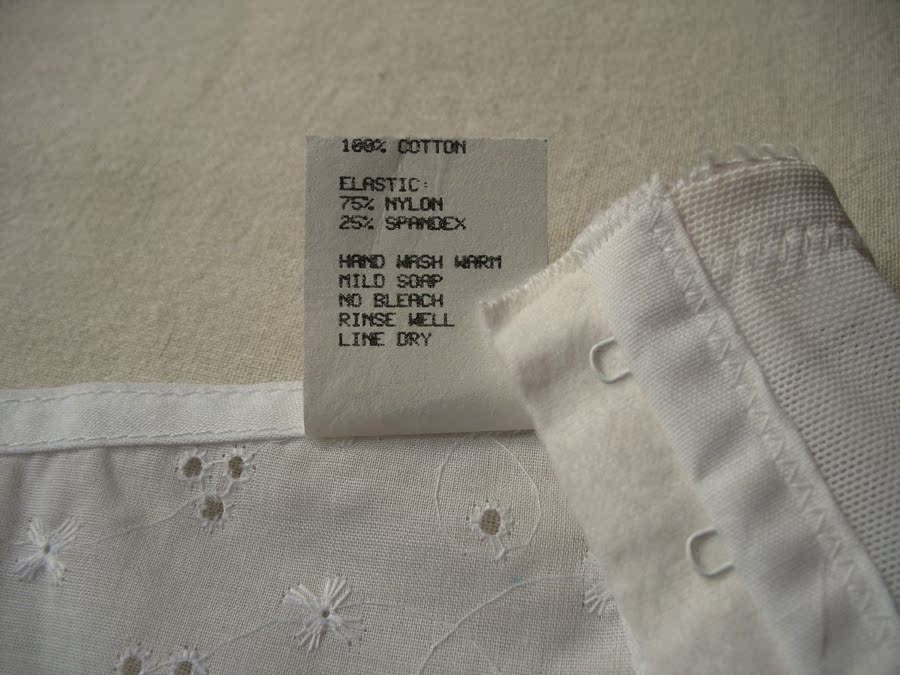 100% COTTON
ELASTIC:
75% NYLON
25% SPANDEX
HAND WASH WARM
MILD SOAP
NO BLEACH
RINSE WELL
LINE DRY